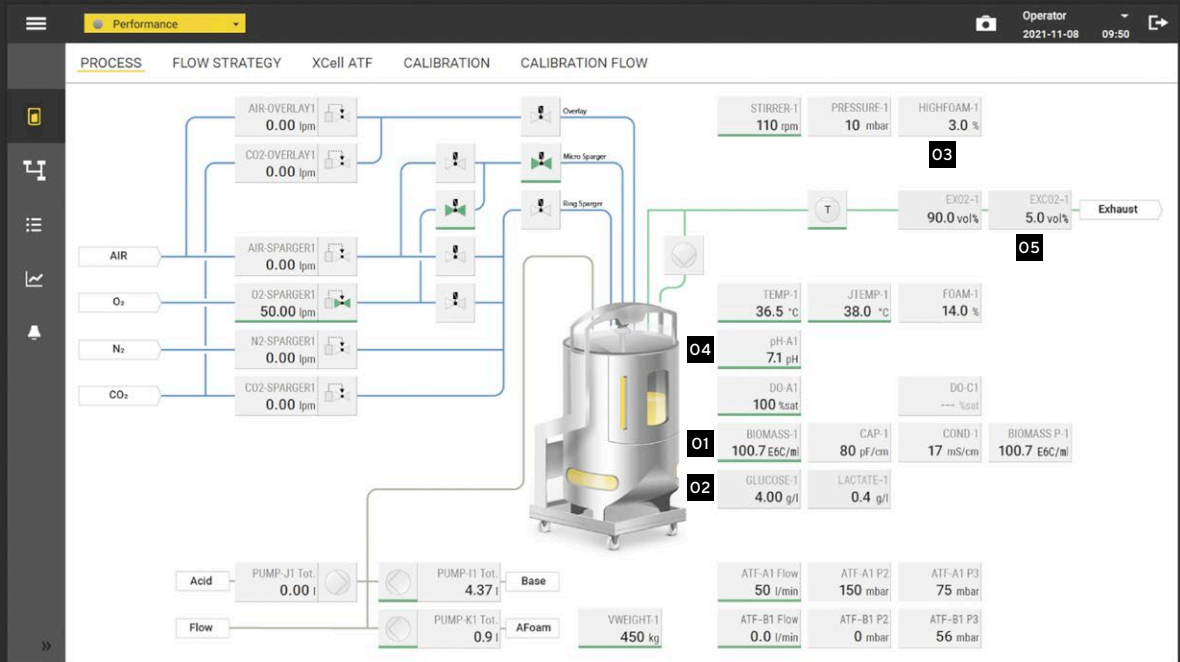 Performance
Operator
2021-11-08 09:50
PROCESS FLOW STRATEGY XCell ATF CALIBRATION CALIBRATION FLOW
AIR-OVERLAY1
0.00 lpm
Overlay
STIRRER-1
110 rpm
PRESSURE-1
10 mbar
HIGHFOAM-1
3.0 %
03
CO2-OVERLAY1
0.00 lpm
Micro Sparger
Ring Sparger
T
EXO2-1
90.0 vol%
EXCO2-1
5.0 vol%
Exhaust
05
AIR
AIR-SPARGER1
0.00 lpm
O₂
O2-SPARGER1
50.00 lpm
TEMP-1
36.5 °C
JTEMP-1
38.0 °C
FOAM-1
14.0 %
N₂
N2-SPARGER1
0.00 lpm
04
pH-A1
7.1 pH
CO₂
CO2-SPARGER1
0.00 lpm
DO-A1
100 %sat
DO-C1
--- %sat
01
BIOMASS-1
100.7 E6C/ml
CAP-1
80 pF/cm
COND-1
17 mS/cm
BIOMASS P-1
100.7 E6C/ml
02
GLUCOSE-1
4.00 g/l
LACTATE-1
0.4 g/l
Acid
PUMP-J1 Tot.
0.00 l
PUMP-I1 Tot.
4.37 l
Base
ATF-A1 Flow
50 l/min
ATF-A1 P2
150 mbar
ATF-A1 P3
75 mbar
Flow
PUMP-K1 Tot.
0.9 l
AFoam
VWEIGHT-1
450 kg
ATF-B1 Flow
0.0 l/min
ATF-B1 P2
0 mbar
ATF-B1 P3
56 mbar
»